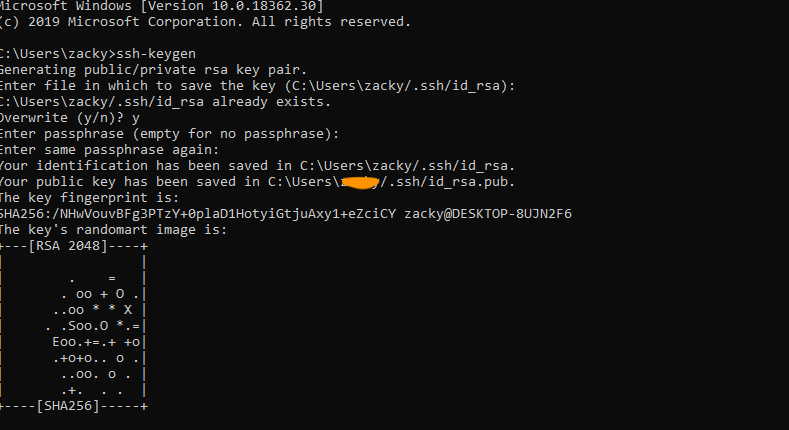 Microsoft Windows [Version 10.0.18362.30]
(c) 2019 Microsoft Corporation. All rights reserved.
C:\Users\zacky>ssh-keygen
Generating public/private rsa key pair.
Enter file in which to save the key (C:\Users\zacky/.ssh/id_rsa):
C:\Users\zacky/.ssh/id_rsa already exists.
Overwrite (y/n)? y
Enter passphrase (empty for no passphrase):
Enter same passphrase again:
Your identification has been saved in C:\Users\zacky/.ssh/id_rsa.
Your public key has been saved in C:\Users\/.ssh/id_rsa.pub.
The key fingerprint is:
SHA256:/NHwVouvBFg3PTzY+0plaD1HotyiGtjuAxy1+eZciCY zacky@DESKTOP-8UJN2F6
The key's randomart image is:
+---[RSA 2048]----+
|                 |
|        .    =   |
|       . oo + O .|
|      ..oo * * X |
|     . .Soo.O *.=|
|      Eoo.+=.+ +o|
|      .+o+o.. o .|
|       ..oo. o . |
|       .+.  . .  |
+----[SHA256]-----+